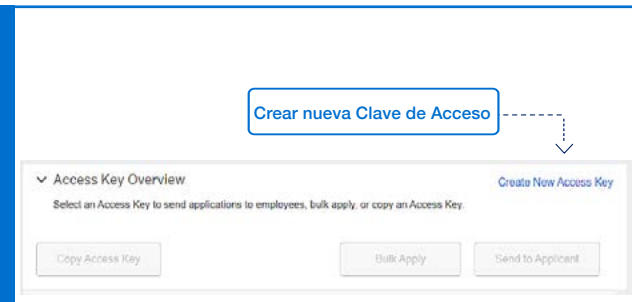 Crear nueva Clave de Acceso
Access Key Overview
Create New Access Key
Select an Access Key to send applications to employees, bulk apply, or copy an Access Key.
Copy Access Key
Bulk Apply
Send to Applicant